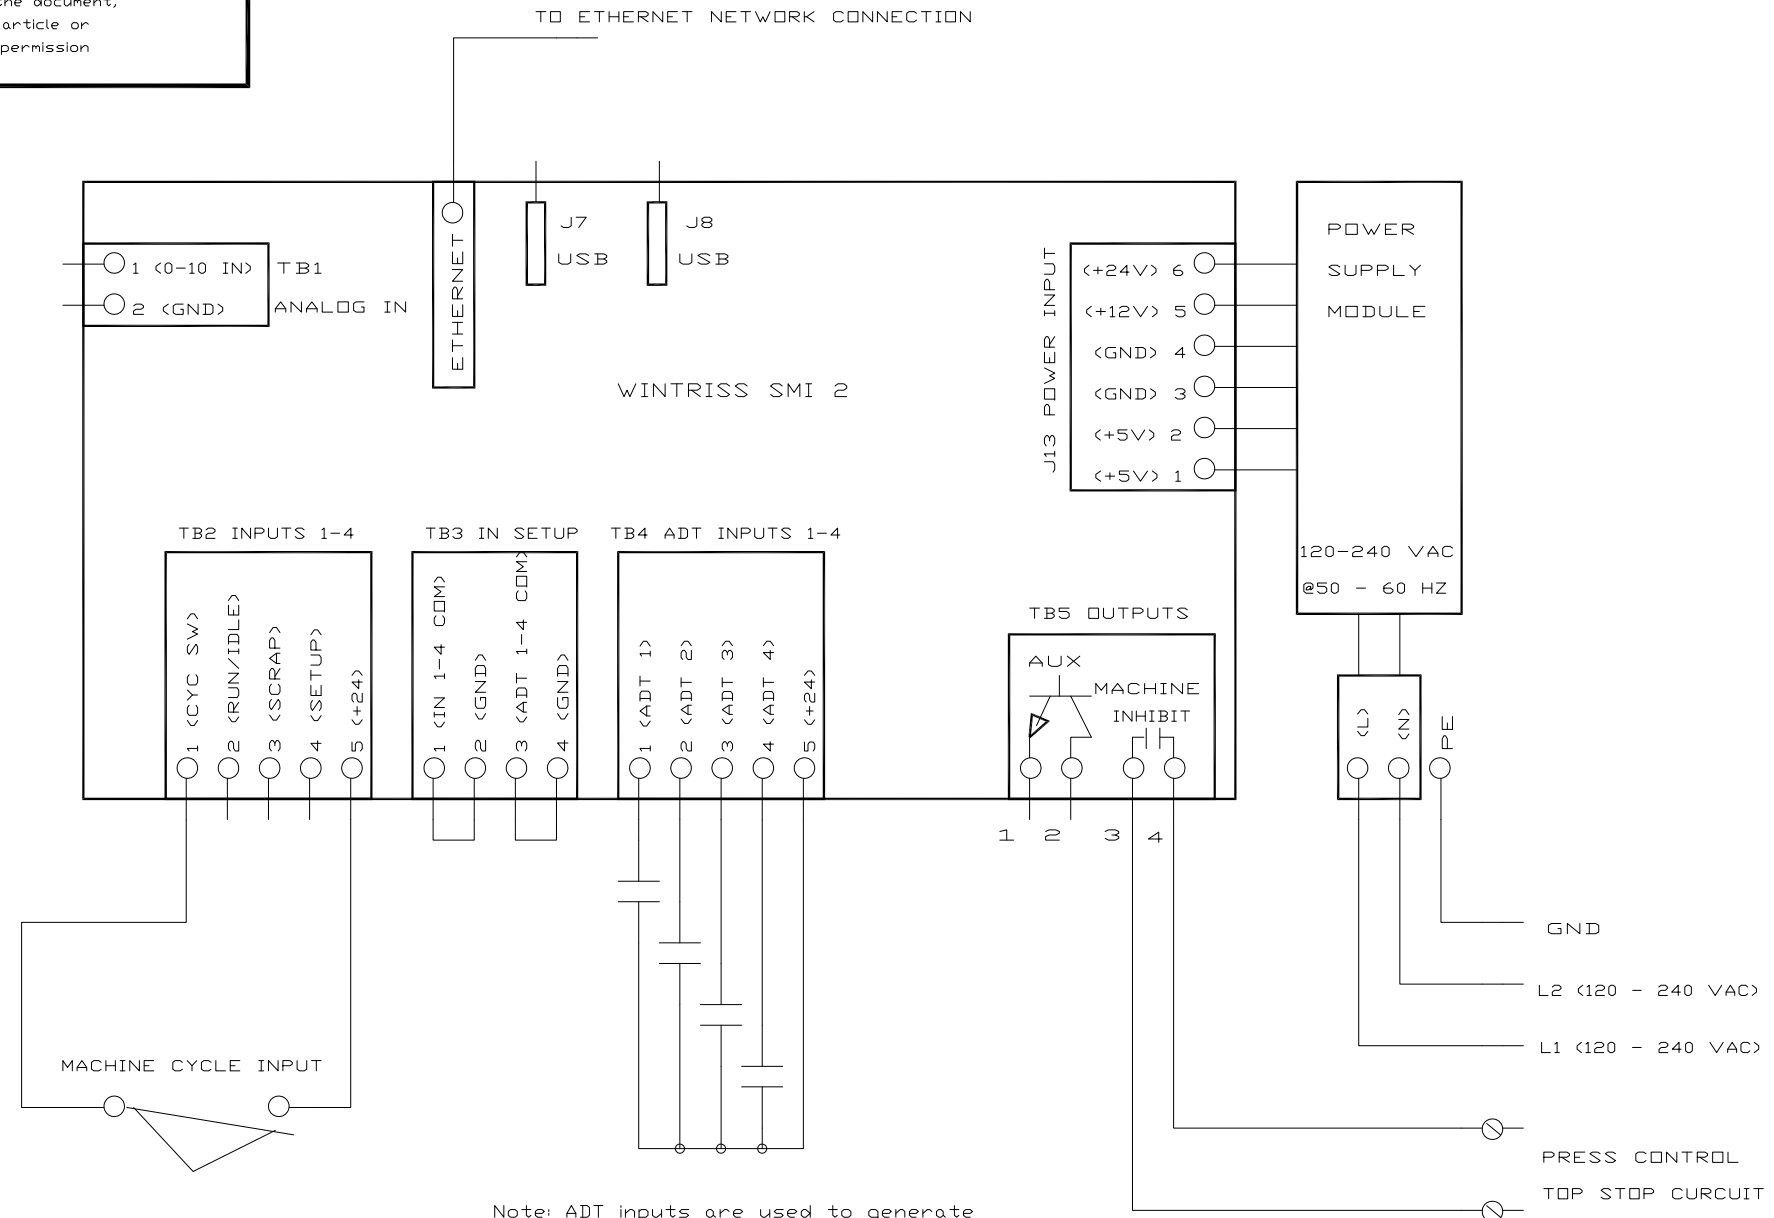 the document,
article or
permission
TO ETHERNET NETWORK CONNECTION
ETHERNET
J7
USB
J8
USB
1 (0-10 IN)
TB1
2 (GND)
ANALOG IN
WINTRISS SMI 2
J13 POWER INPUT
(+24V) 6
(+12V) 5
(GND) 4
(GND) 3
(+5V) 2
(+5V) 1
POWER
SUPPLY
MODULE
120-240 VAC
@50 - 60 HZ
TB2 INPUTS 1-4
1 (CYC SW)
2 (RUN/IDLE)
3 (SCRAP)
4 (SETUP)
5 (+24)
TB3 IN SETUP
1 (IN 1-4 COM)
2 (GND)
3 (ADT 1-4 COM)
4 (GND)
TB4 ADT INPUTS 1-4
1 (ADT 1)
2 (ADT 2)
3 (ADT 3)
4 (ADT 4)
5 (+24)
TB5 OUTPUTS
AUX
MACHINE
INHIBIT
1 2 3 4
(L)
(N)
PE
GND
L2 (120 - 240 VAC)
L1 (120 - 240 VAC)
MACHINE CYCLE INPUT
PRESS CONTROL
TOP STOP CURCUIT
Note: ADT inputs are used to generate